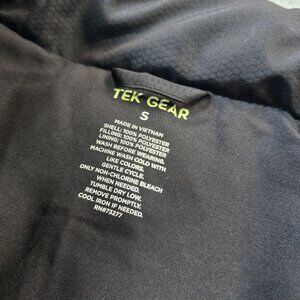 TEK GEAR
S
MADE IN VIETNAM
SHELL: 100% POLYESTER
FILLING: 100% POLYESTER
LINING: 100% POLYESTER
WASH BEFORE WEARING.
MACHINE WASH COLD WITH
LIKE COLORS.
GENTLE CYCLE.
ONLY NON-CHLORINE BLEACH
WHEN NEEDED.
TUMBLE DRY LOW.
REMOVE PROMPTLY.
COOL IRON IF NEEDED.
RN873277